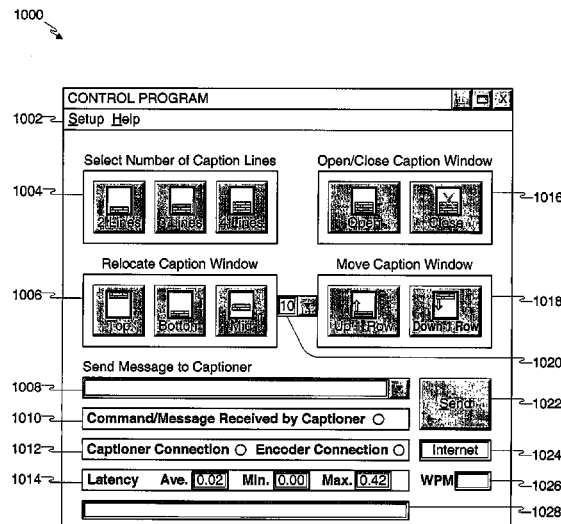 1000
CONTROL PROGRAM
1002
Setup Help
Select Number of Caption Lines
Open/Close Caption Window
1004
2 Lines
3 Lines
Lines
Open
Close
1016
Relocate Caption Window
Move Caption Window
1006
Top
Bottom
Mid
10
Up 1 Row
Down 1 Row
1018
1020
Send Message to Captioner
1008
Send
1022
1010
Command/Message Received by Captioner
1012
Captioner Connection Encoder Connection
Internet
1024
1014
Latency Ave. 0.02 Min. 0.00 Max. 0.42 WPM
1026
1028